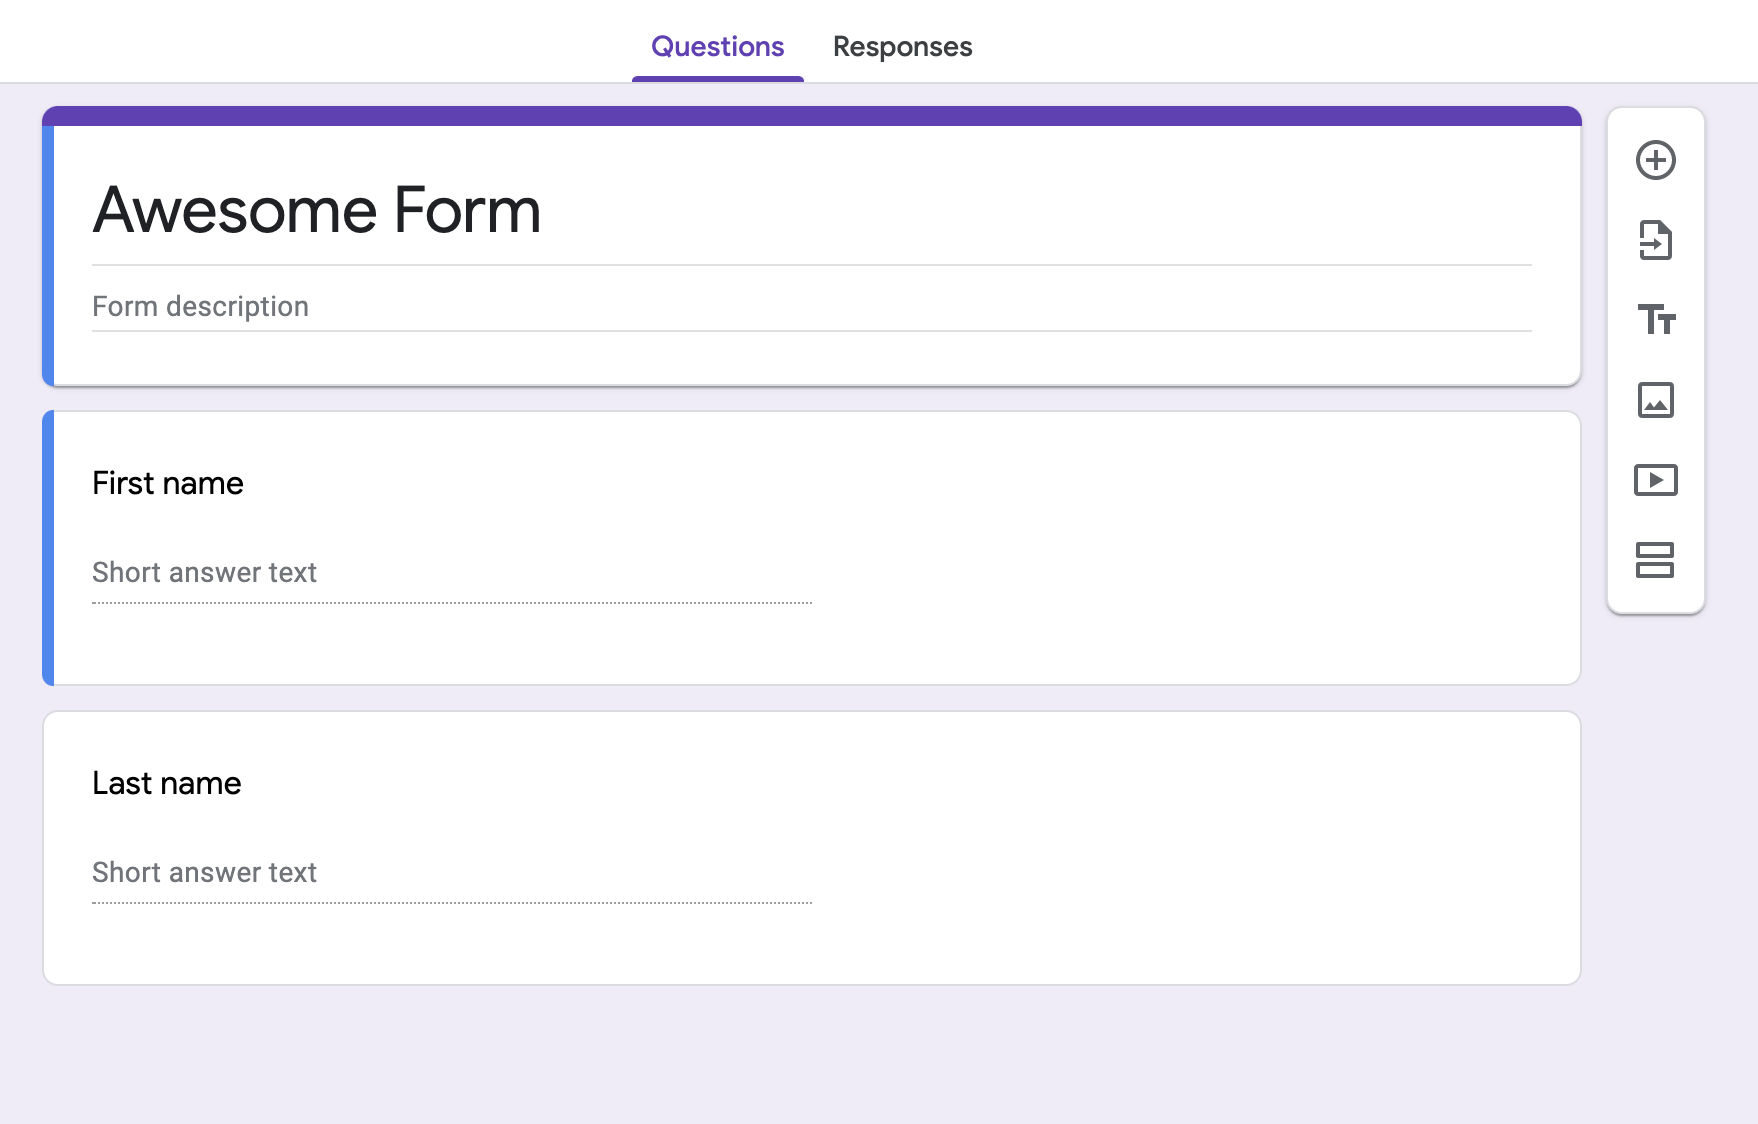 Questions Responses
Awesome Form
Form description
First name
Short answer text
Last name
Short answer text